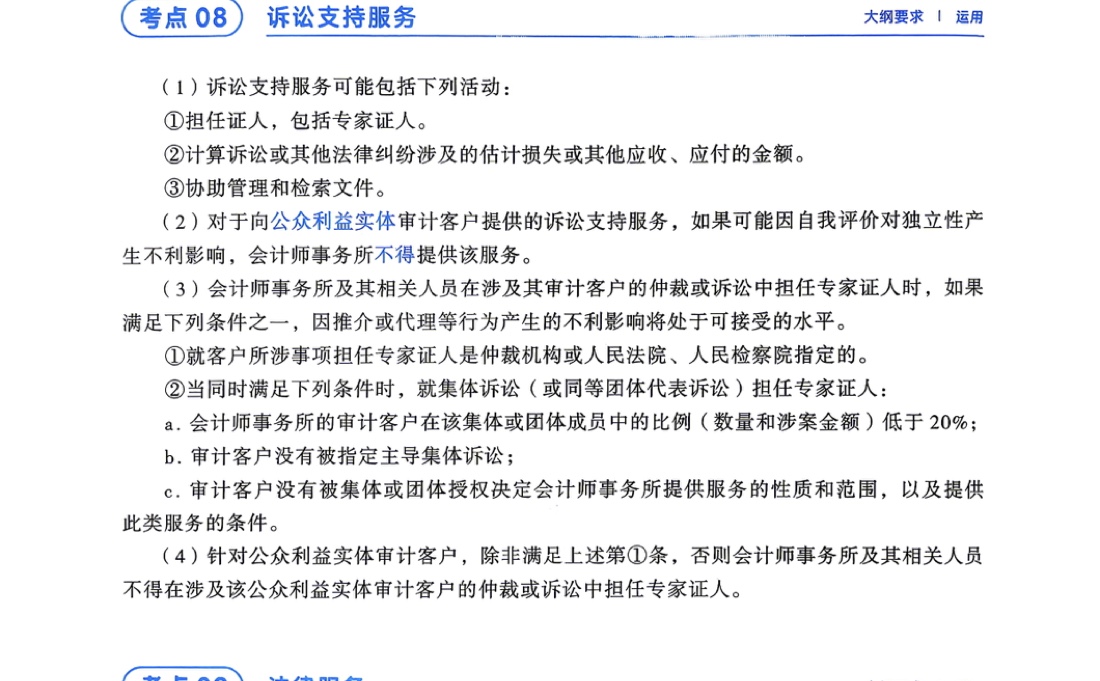 考点 08 诉讼支持服务 大纲要求 | 运用
（1）诉讼支持服务可能包括下列活动：
①担任证人，包括专家证人。
②计算诉讼或其他法律纠纷涉及的估计损失或其他应收、应付的金额。
③协助管理和检索文件。
（2）对于向公众利益实体审计客户提供的诉讼支持服务，如果可能因自我评价对独立性产
生不利影响，会计师事务所不得提供该服务。
（3）会计师事务所及其相关人员在涉及其审计客户的仲裁或诉讼中担任专家证人时，如果
满足下列条件之一，因推介或代理等行为产生的不利影响将处于可接受的水平。
①就客户所涉事项担任专家证人是仲裁机构或人民法院、人民检察院指定的。
②当同时满足下列条件时，就集体诉讼（或同等团体代表诉讼）担任专家证人：
a. 会计师事务所的审计客户在该集体或团体成员中的比例（数量和涉案金额）低于 20%；
b. 审计客户没有被指定主导集体诉讼；
c. 审计客户没有被集体或团体授权决定会计师事务所提供服务的性质和范围，以及提供
此类服务的条件。
（4）针对公众利益实体审计客户，除非满足上述第①条，否则会计师事务所及其相关人员
不得在涉及该公众利益实体审计客户的仲裁或诉讼中担任专家证人。